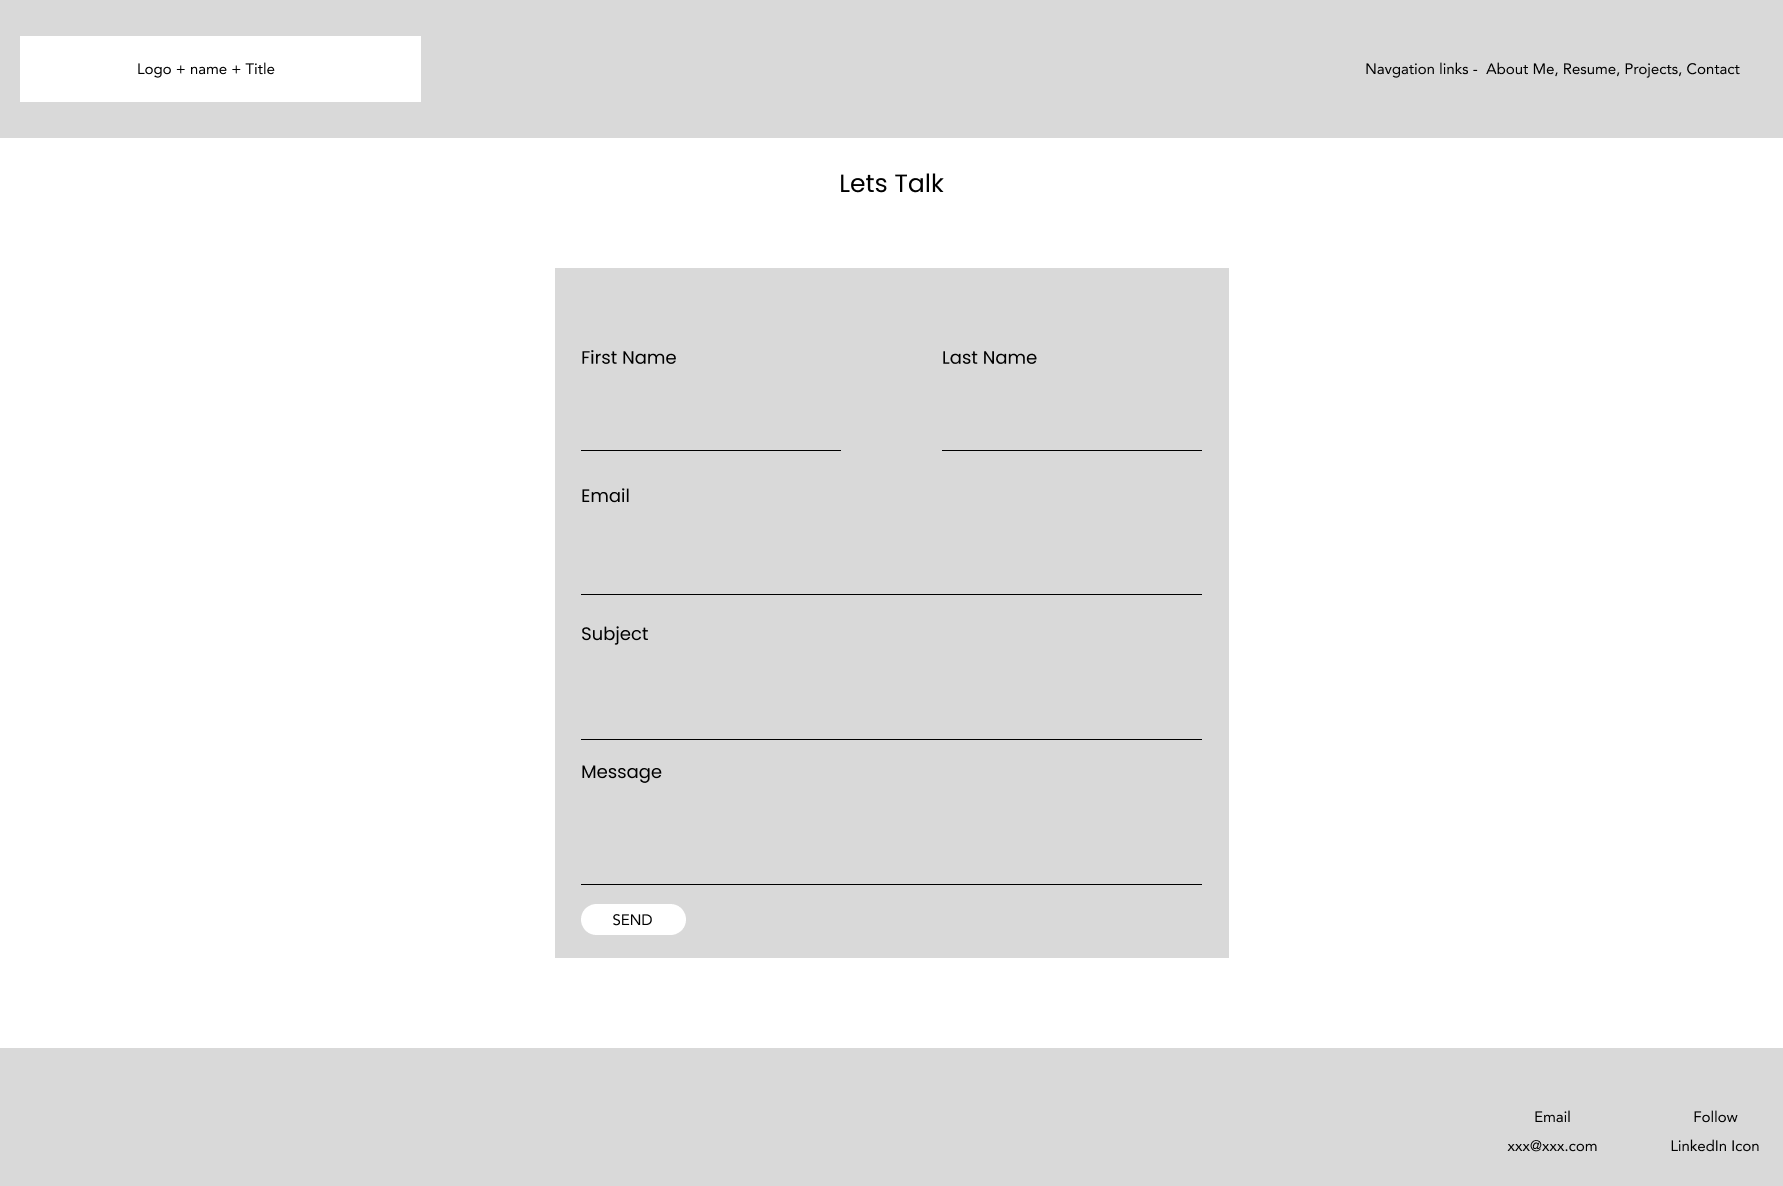 Logo + name + Title
Navgation links -  About Me, Resume, Projects, Contact
Lets Talk
First Name
Last Name
Email
Subject
Message
SEND
Email
Follow
xxx@xxx.com
LinkedIn Icon